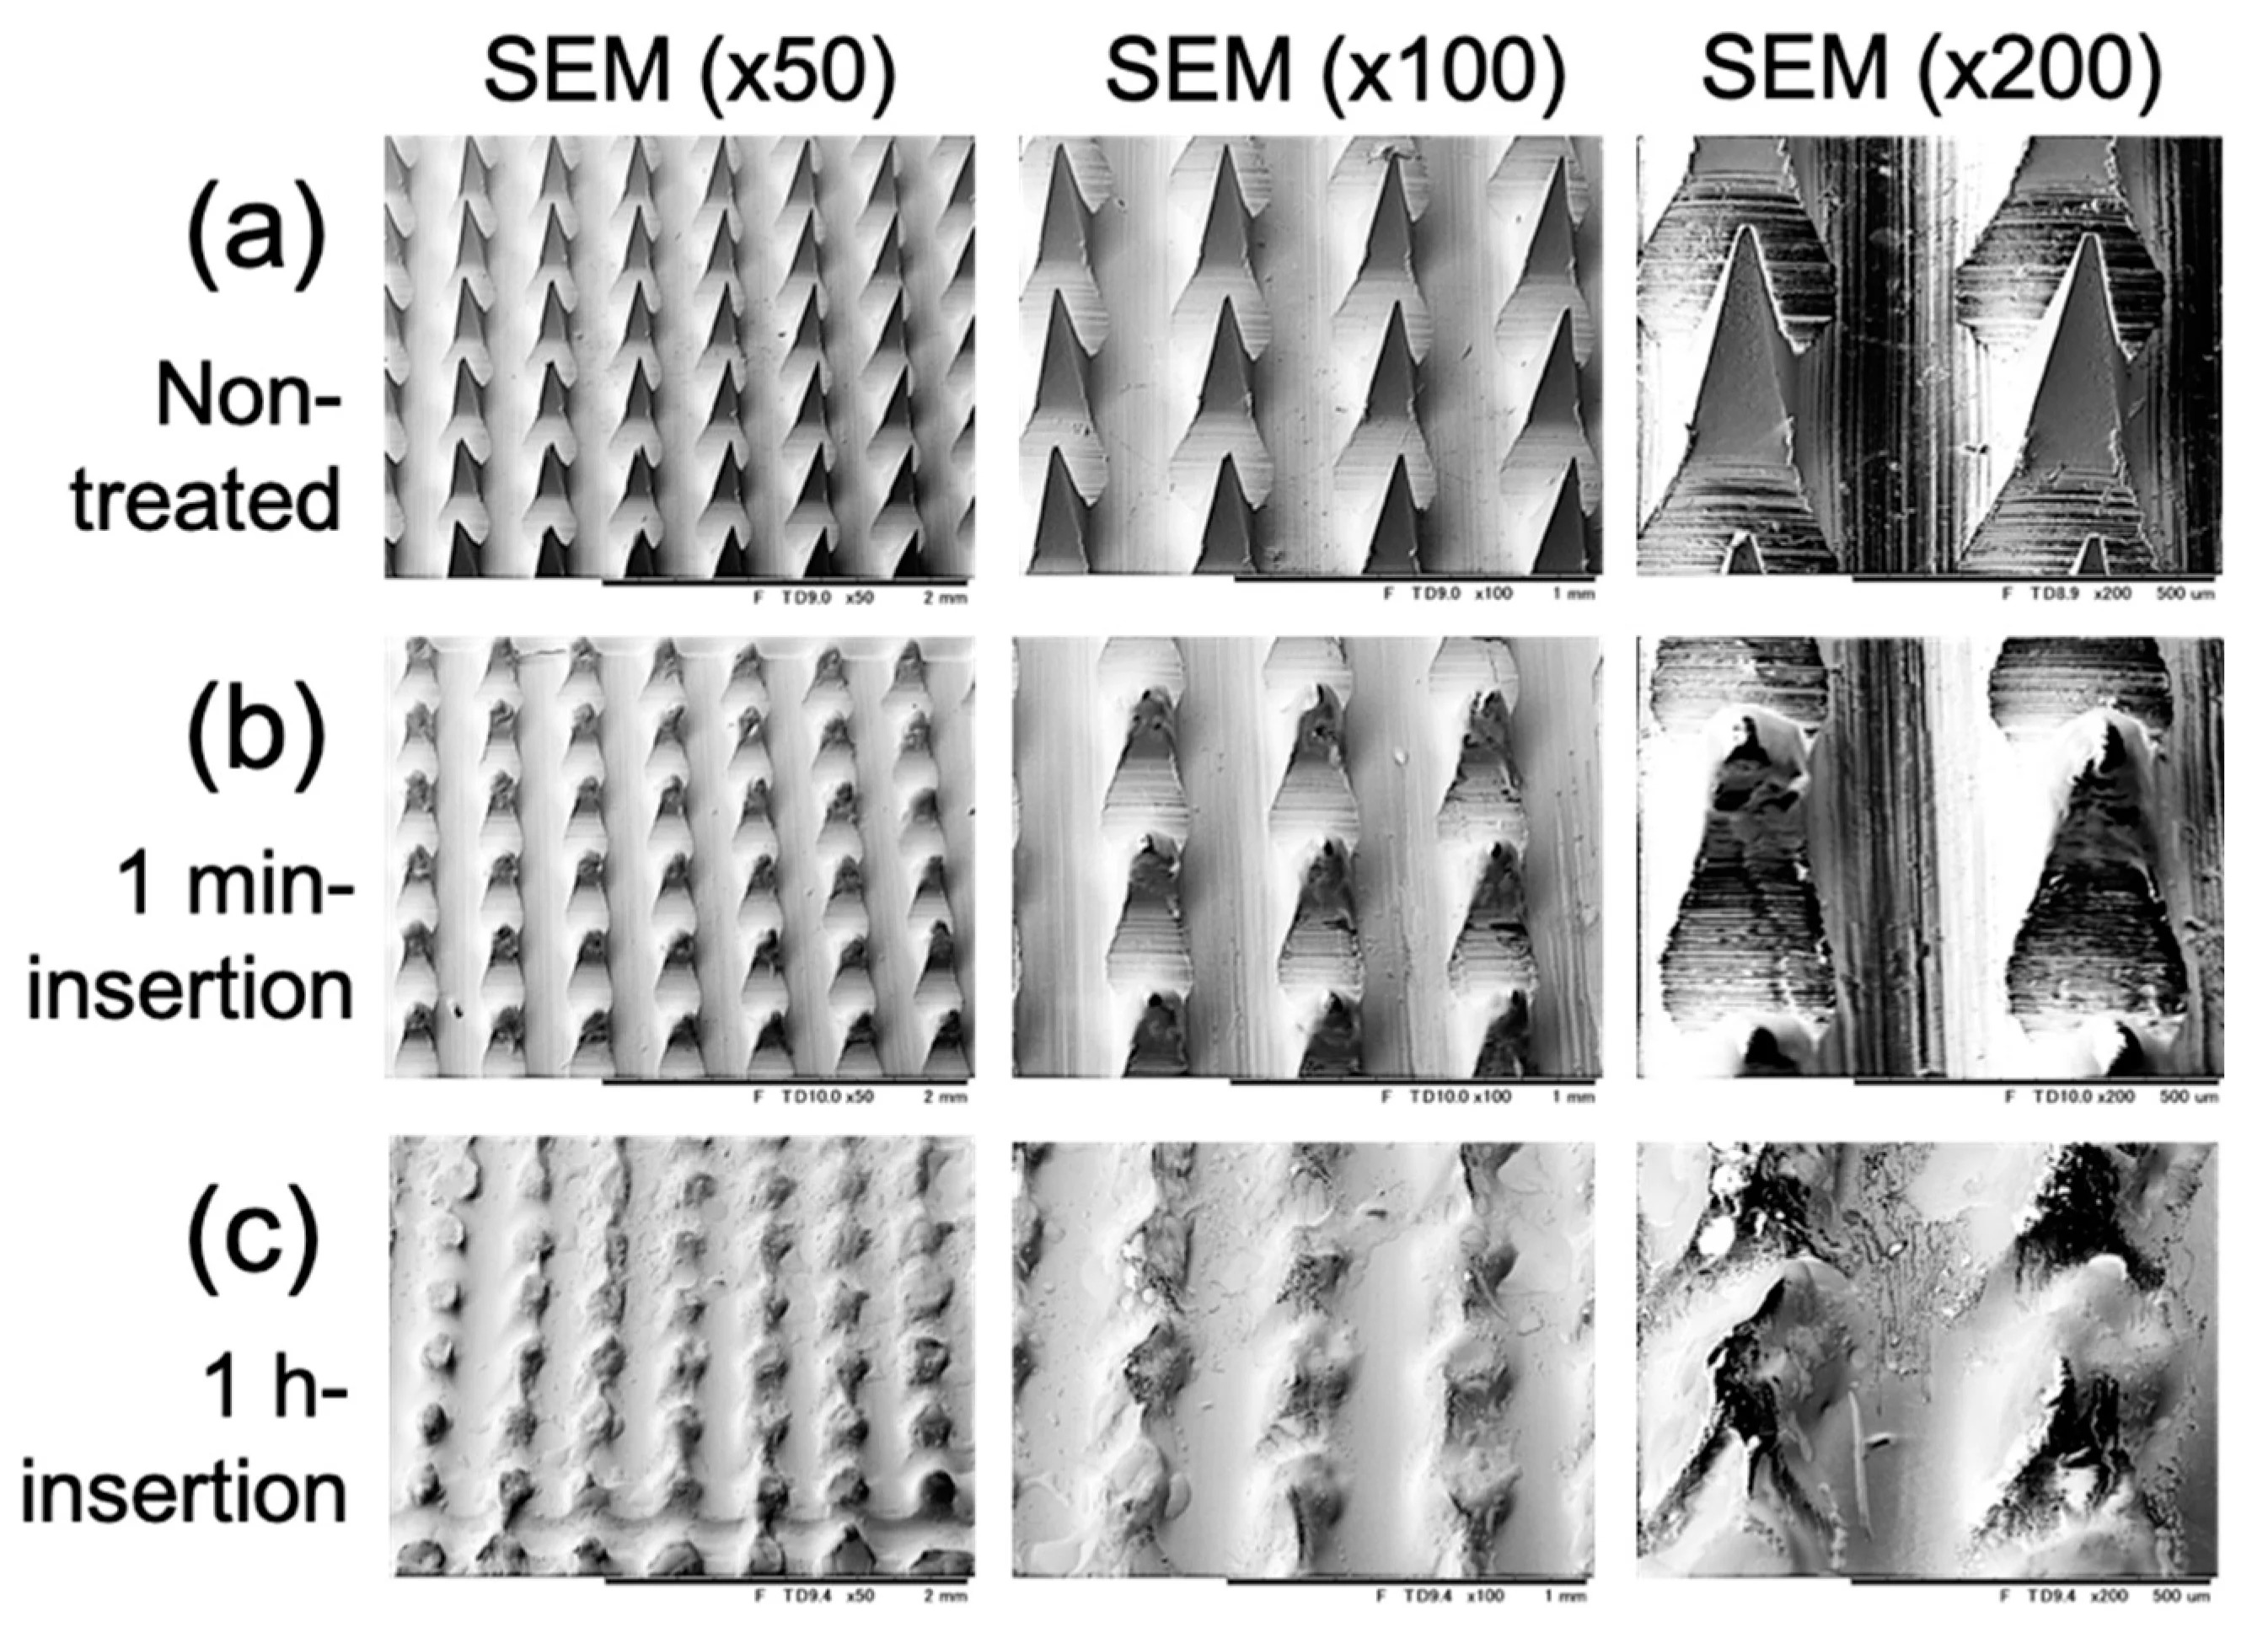 SEM (x50) SEM (x100) SEM (x200)
(a)
Non-
treated
F TD9.0 x50 2 mm
F TD9.0 x100 1 mm
F TD8.9 x200 500 um
(b)
1 min-
insertion
F TD10.0 x50 2 mm
F TD10.0 x100 1 mm
F TD10.0 x200 500 um
(c)
1 h-
insertion
F TD9.4 x50 2 mm
F TD9.4 x100 1 mm
F TD9.4 x200 500 um